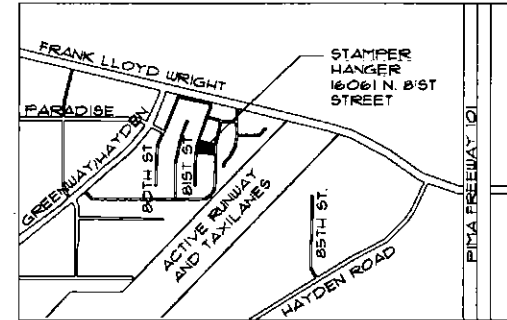 FRANK LLOYD WRIGHT
STAMPER
HANGER
16061 N. 81ST
STREET
PARADISE
GREENWAY/HAYDEN
80TH ST
81ST ST
ACTIVE RUNWAY
AND TAXILANES
85TH ST.
HAYDEN ROAD
PIMA FREEWAY 101